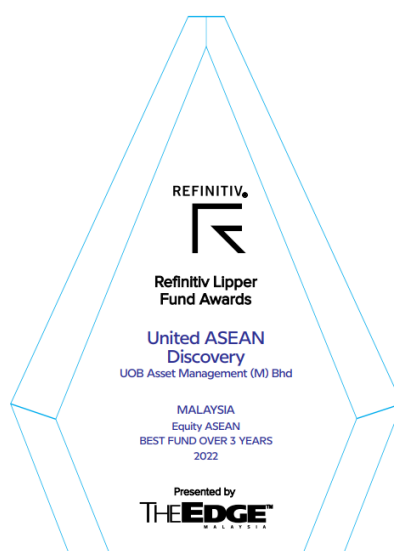 REFINITIV
Refinitiv Lipper
Fund Awards
United ASEAN
Discovery
UOB Asset Management (M) Bhd
MALAYSIA
Equity ASEAN
BEST FUND OVER 3 YEARS
2022
Presented by
THEEDGE™
MALAYSIA